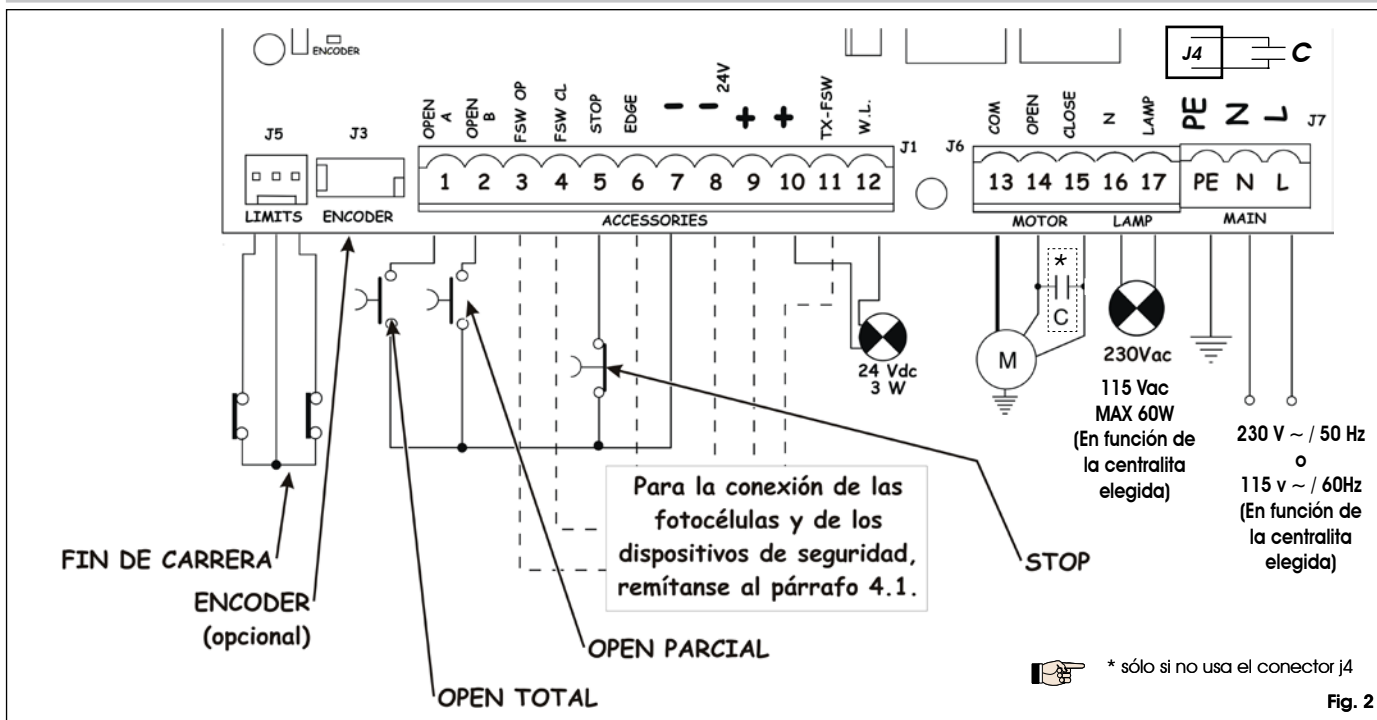 J4
C
ENCODER
OPEN A
OPEN B
FSW OP
FSW CL
STOP
EDGE
–
–
24V
+
+
TX-FSW
W.L.
COM
OPEN
CLOSE
N
LAMP
PE
N
L
J5
J3
J1
J6
J7
1 2 3 4 5 6 7 8 9 10 11 12
13 14 15 16 17
PE N L
LIMITS
ENCODER
ACCESSORIES
MOTOR
LAMP
MAIN
*
C
M
24 Vdc
3 W
230Vac
115 Vac
MAX 60W
(En función de
la centralita
elegida)
230 V ~ / 50 Hz
o
115 v ~ / 60Hz
(En función de
la centralita
elegida)
Para la conexión de las
fotocélulas y de los
dispositivos de seguridad,
remítanse al párrafo 4.1.
FIN DE CARRERA
ENCODER
(opcional)
STOP
OPEN PARCIAL
OPEN TOTAL
* sólo si no usa el conector j4
Fig. 2